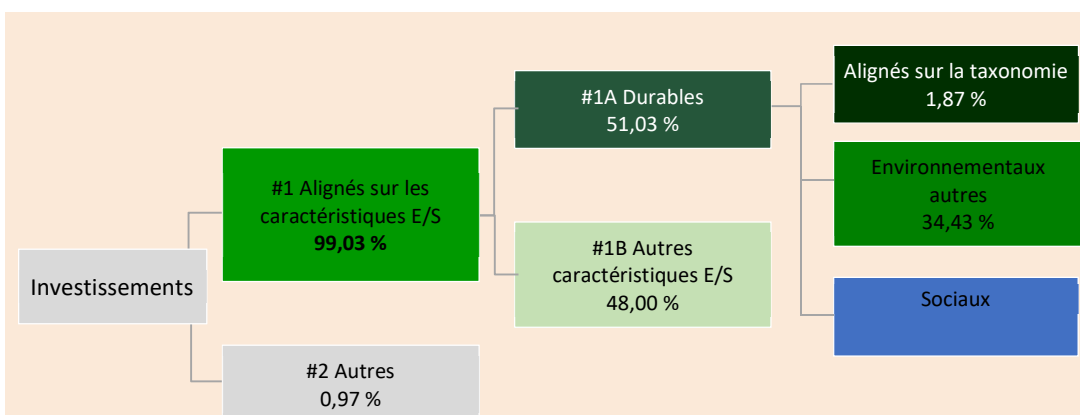 Investissements
#1 Alignés sur les
caractéristiques E/S
99,03 %
#2 Autres
0,97 %
#1A Durables
51,03 %
#1B Autres
caractéristiques E/S
48,00 %
Alignés sur la taxonomie
1,87 %
Environnementaux
autres
34,43 %
Sociaux